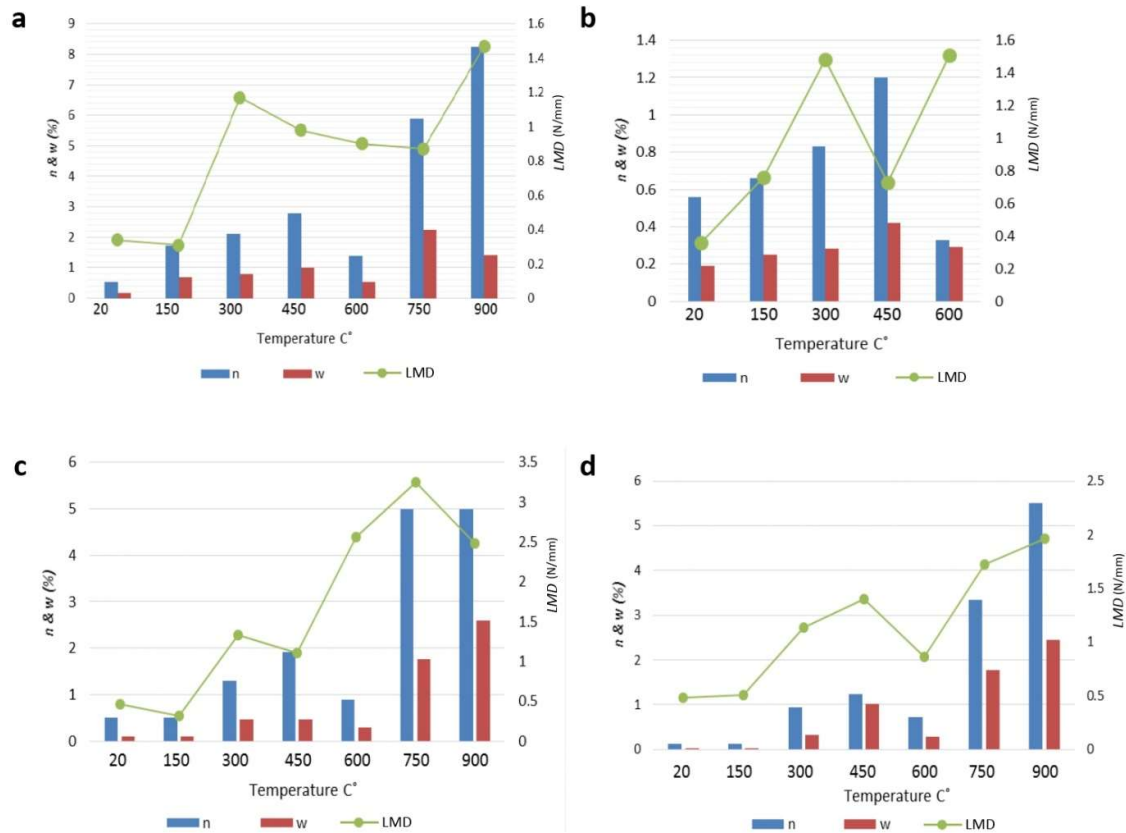 a
9
8
7
6
5
4
3
2
1
0
n & w (%)
1.6
1.4
1.2
1
0.8
0.6
0.4
0.2
0
LMD (N/mm)
20 150 300 450 600 750 900
Temperature C°
n w LMD
b
1.4
1.2
1
0.8
0.6
0.4
0.2
0
n & w (%)
1.6
1.4
1.2
1
0.8
0.6
0.4
0.2
0
LMD (N/mm)
20 150 300 450 600
Temperature C°
n w LMD
c
6
5
4
3
2
1
0
n & w (%)
3.5
3
2.5
2
1.5
1
0.5
0
LMD (N/mm)
20 150 300 450 600 750 900
Temperature C°
n w LMD
d
6
5
4
3
2
1
0
n & w (%)
2.5
2
1.5
1
0.5
0
LMD (N/mm)
20 150 300 450 600 750 900
Temperature C°
n w LMD